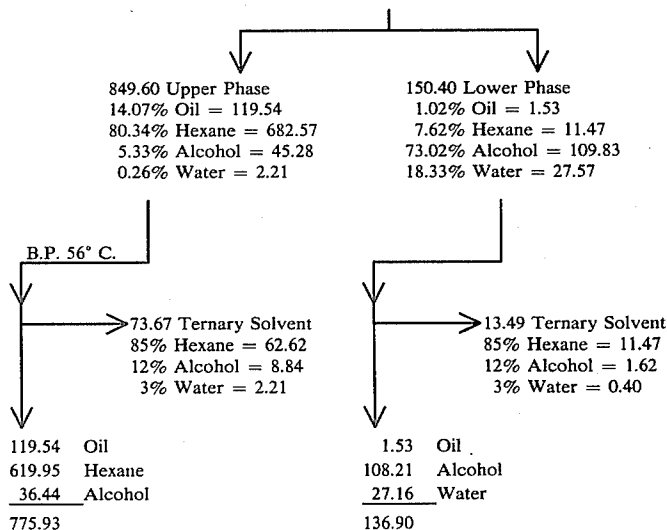 849.60 Upper Phase
14.07% Oil = 119.54
80.34% Hexane = 682.57
5.33% Alcohol = 45.28
0.26% Water = 2.21
150.40 Lower Phase
1.02% Oil = 1.53
7.62% Hexane = 11.47
73.02% Alcohol = 109.83
18.33% Water = 27.57
B.P. 56° C.
73.67 Ternary Solvent
85% Hexane = 62.62
12% Alcohol = 8.84
3% Water = 2.21
13.49 Ternary Solvent
85% Hexane = 11.47
12% Alcohol = 1.62
3% Water = 0.40
119.54 Oil
619.95 Hexane
36.44 Alcohol
775.93
1.53 Oil
108.21 Alcohol
27.16 Water
136.90